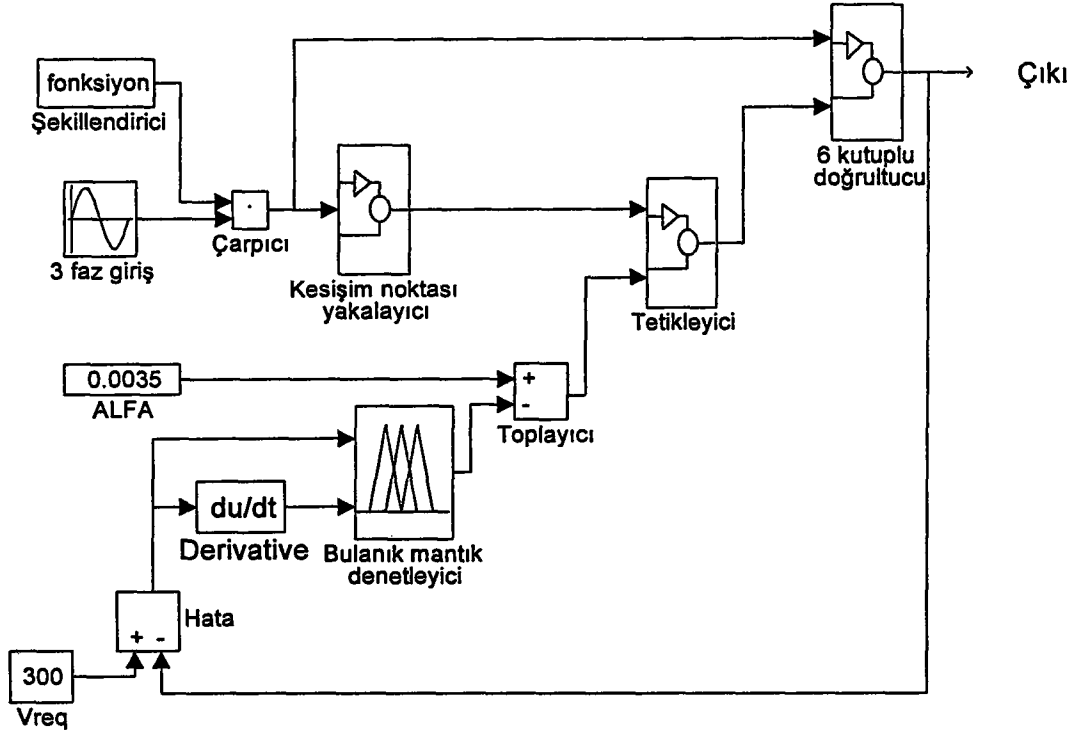 Çıkı
fonksiyon
Şekillendirici
6 kutuplu
doğrultucu
Çarpıcı
3 faz giriş
Kesişim noktası
yakalayıcı
Tetikleyici
0.0035
ALFA
+
-
Toplayıcı
du/dt
Derivative
Bulanık mantık
denetleyici
Hata
+ -
300
Vreq